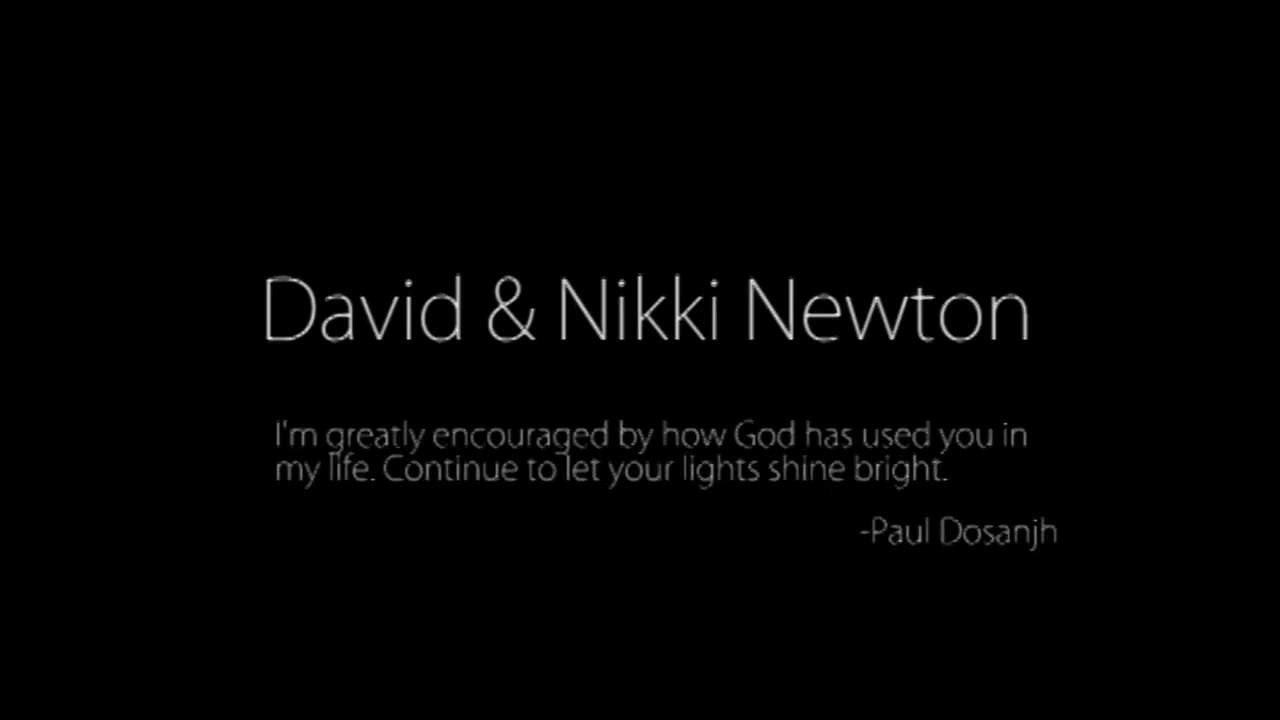 David & Nikki Newton
I'm greatly encouraged by how God has used you in
my life. Continue to let your lights shine bright.
-Paul Dosanjh